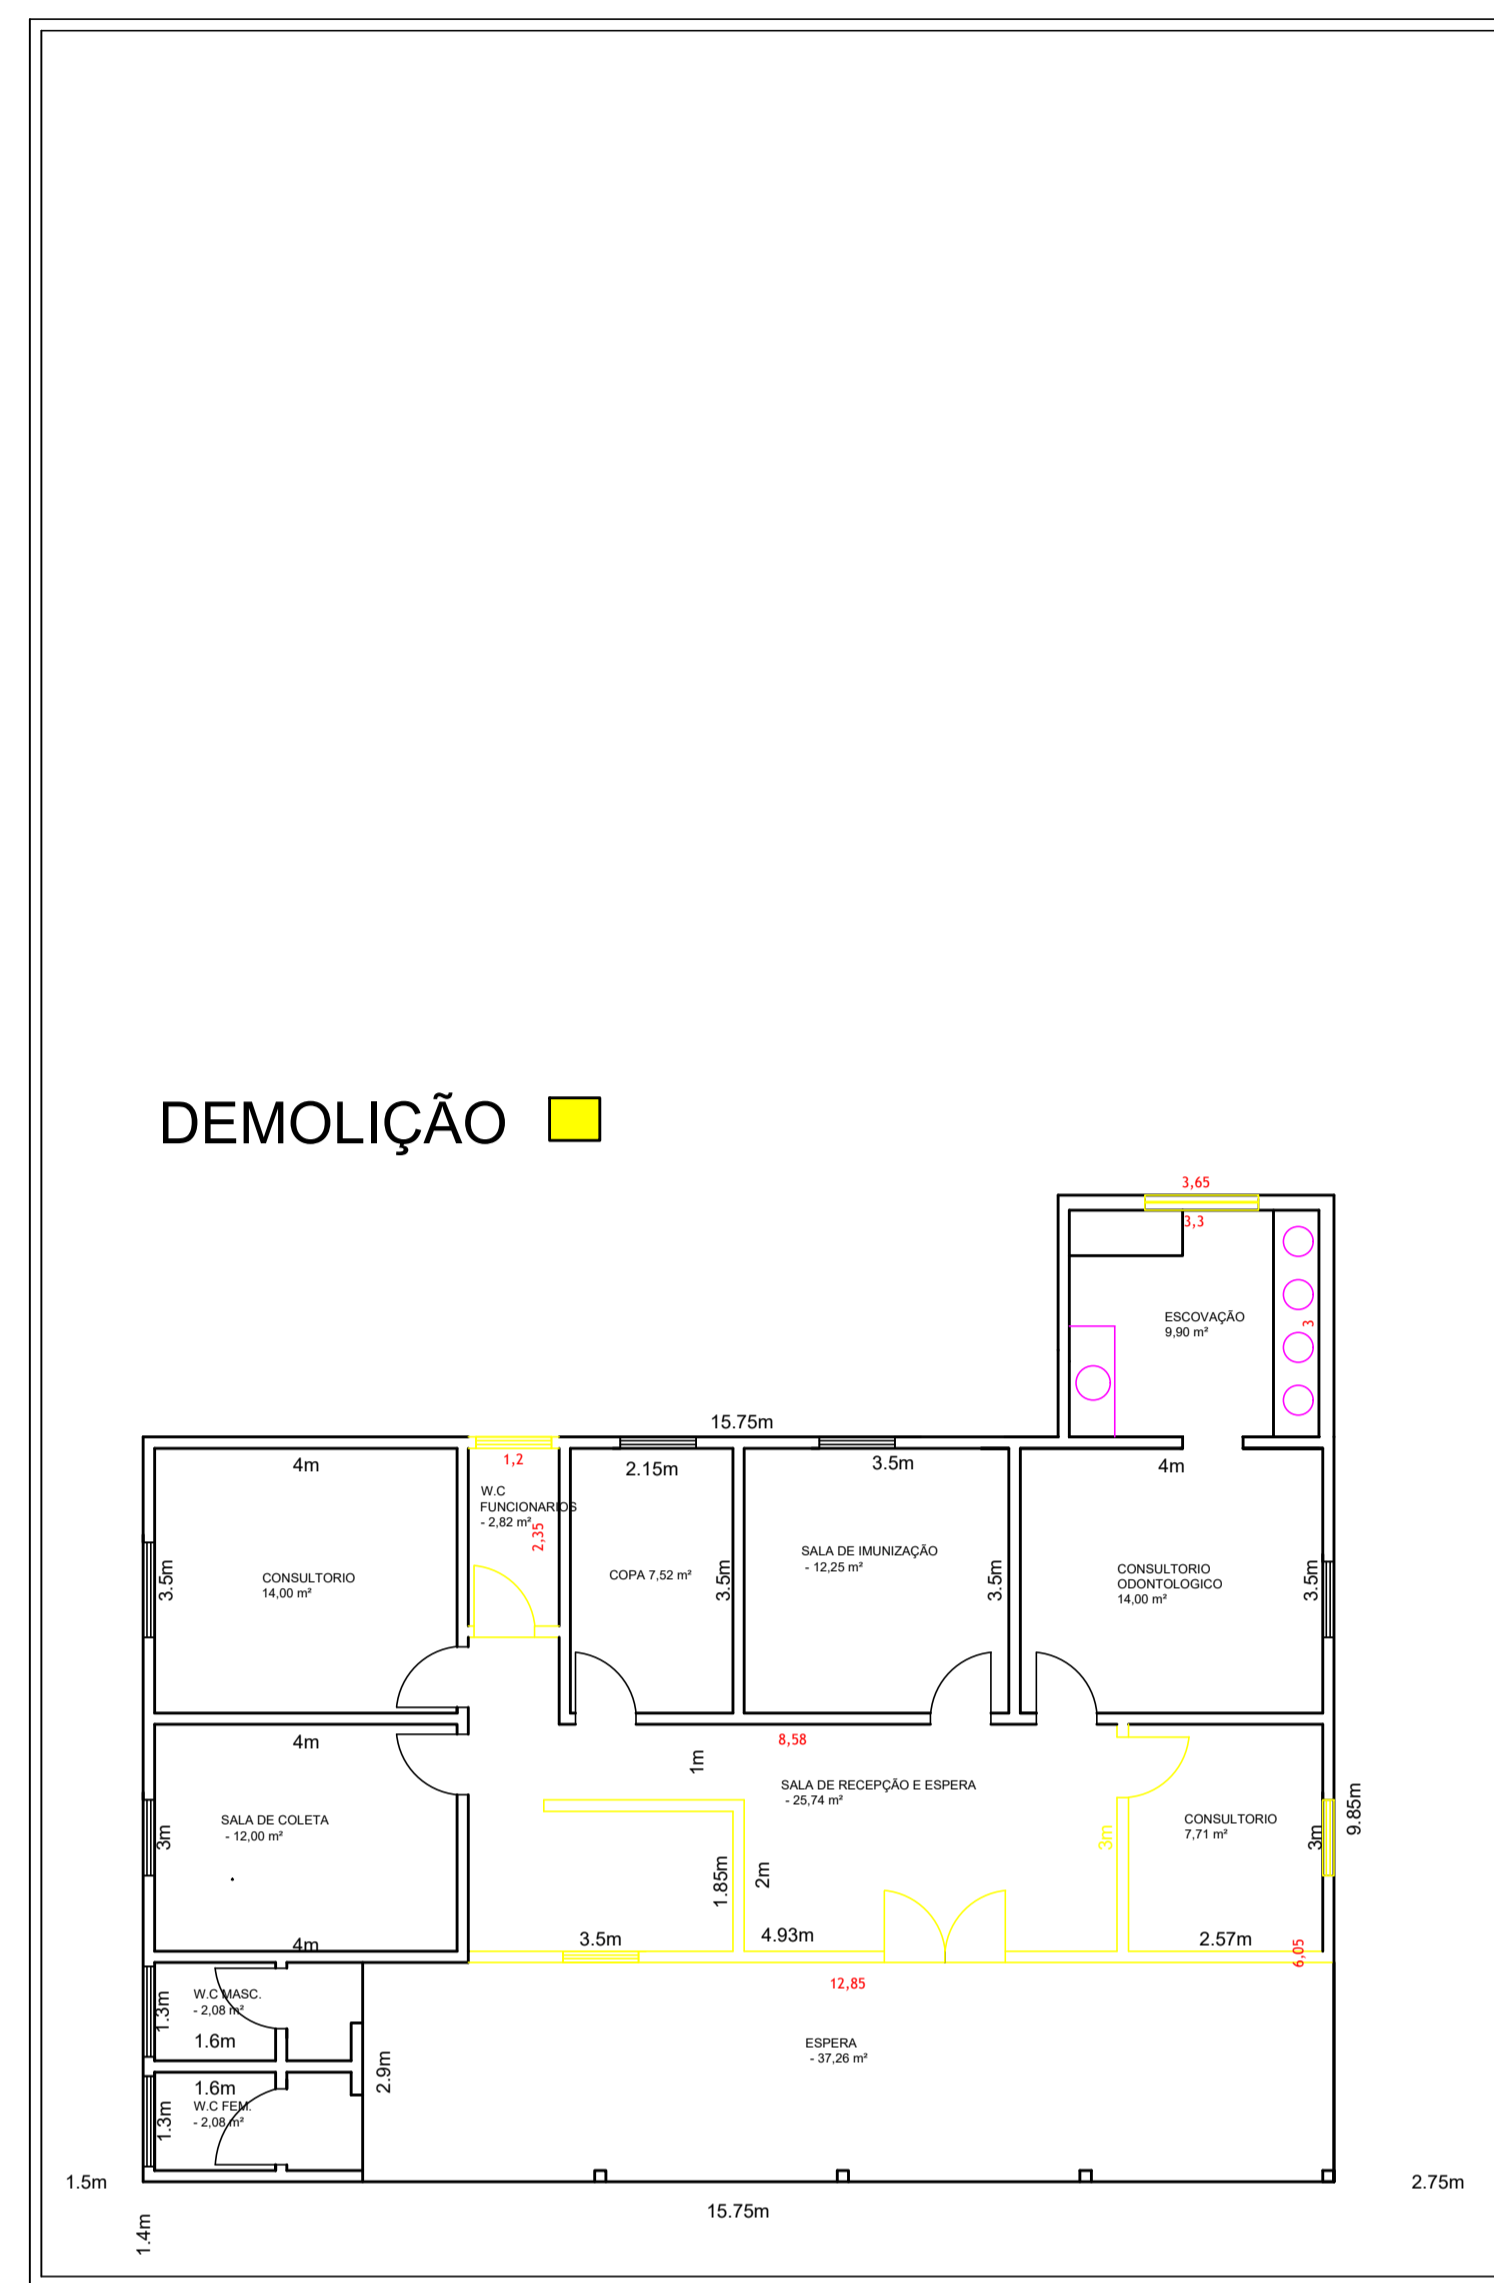 DEMOLIÇÃO
3,65
3,3
ESCOVAÇÃO
9,90 m²
3
15.75m
4m
1,2
2.15m
3.5m
4m
W.C
FUNCIONARIOS
- 2,82 m²
2,35
3.5m
CONSULTORIO
14,00 m²
COPA 7,52 m²
3.5m
SALA DE IMUNIZAÇÃO
- 12,25 m²
3.5m
CONSULTORIO
ODONTOLOGICO
14,00 m²
3.5m
4m
8,58
1m
SALA DE RECEPÇÃO E ESPERA
- 25,74 m²
SALA DE COLETA
- 12,00 m²
3m
3m
CONSULTORIO
7,71 m²
3m
9.85m
1.85m
2m
4m
3.5m
4.93m
2.57m
6,05
12,85
W.C MASC.
- 2,08 m²
1.3m
1.6m
ESPERA
- 37,26 m²
2.9m
1.6m
W.C FEM.
- 2,08 m²
1.3m
1.5m
2.75m
15.75m
1.4m